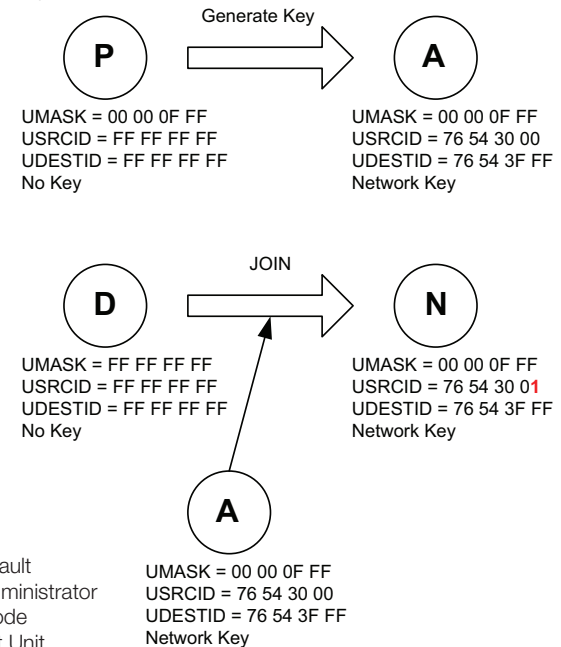 Generate Key
P
A
UMASK = 00 00 0F FF
USRCID = FF FF FF FF
UDESTID = FF FF FF FF
No Key
UMASK = 00 00 0F FF
USRCID = 76 54 30 00
UDESTID = 76 54 3F FF
Network Key
JOIN
D
N
UMASK = FF FF FF FF
USRCID = FF FF FF FF
UDESTID = FF FF FF FF
No Key
UMASK = 00 00 0F FF
USRCID = 76 54 30 01
UDESTID = 76 54 3F FF
Network Key
A
UMASK = 00 00 0F FF
USRCID = 76 54 30 00
UDESTID = 76 54 3F FF
Network Key
ault
ministrator
ode
Unit